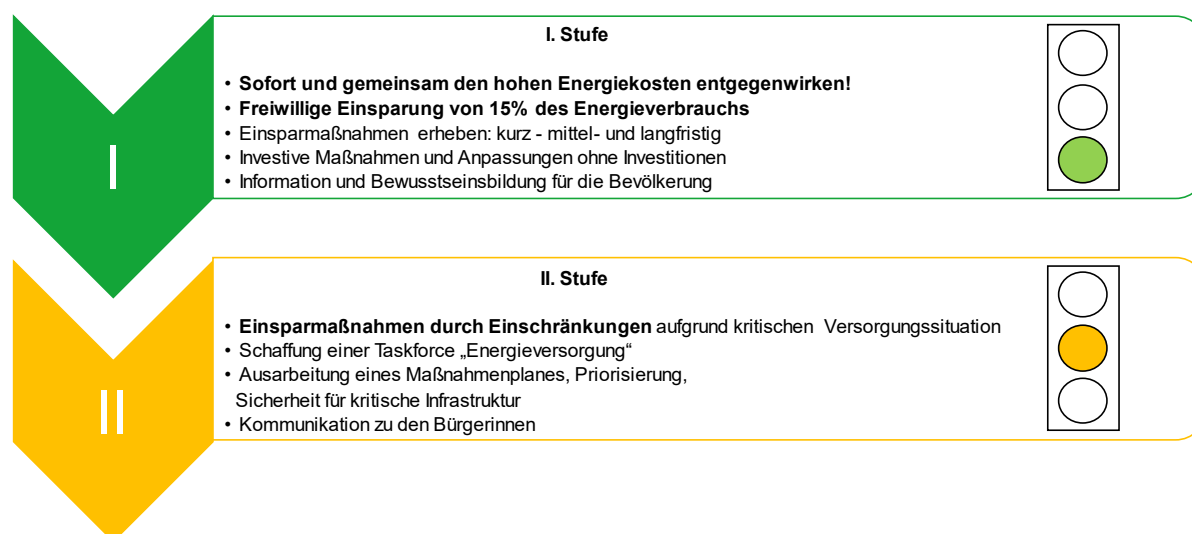 I
I. Stufe
• Sofort und gemeinsam den hohen Energiekosten entgegenwirken!
• Freiwillige Einsparung von 15% des Energieverbrauchs
• Einsparmaßnahmen erheben: kurz - mittel- und langfristig
• Investive Maßnahmen und Anpassungen ohne Investitionen
• Information und Bewusstseinsbildung für die Bevölkerung
II
II. Stufe
• Einsparmaßnahmen durch Einschränkungen aufgrund kritischen Versorgungssituation
• Schaffung einer Taskforce „Energieversorgung“
• Ausarbeitung eines Maßnahmenplanes, Priorisierung,
Sicherheit für kritische Infrastruktur
• Kommunikation zu den Bürgerinnen